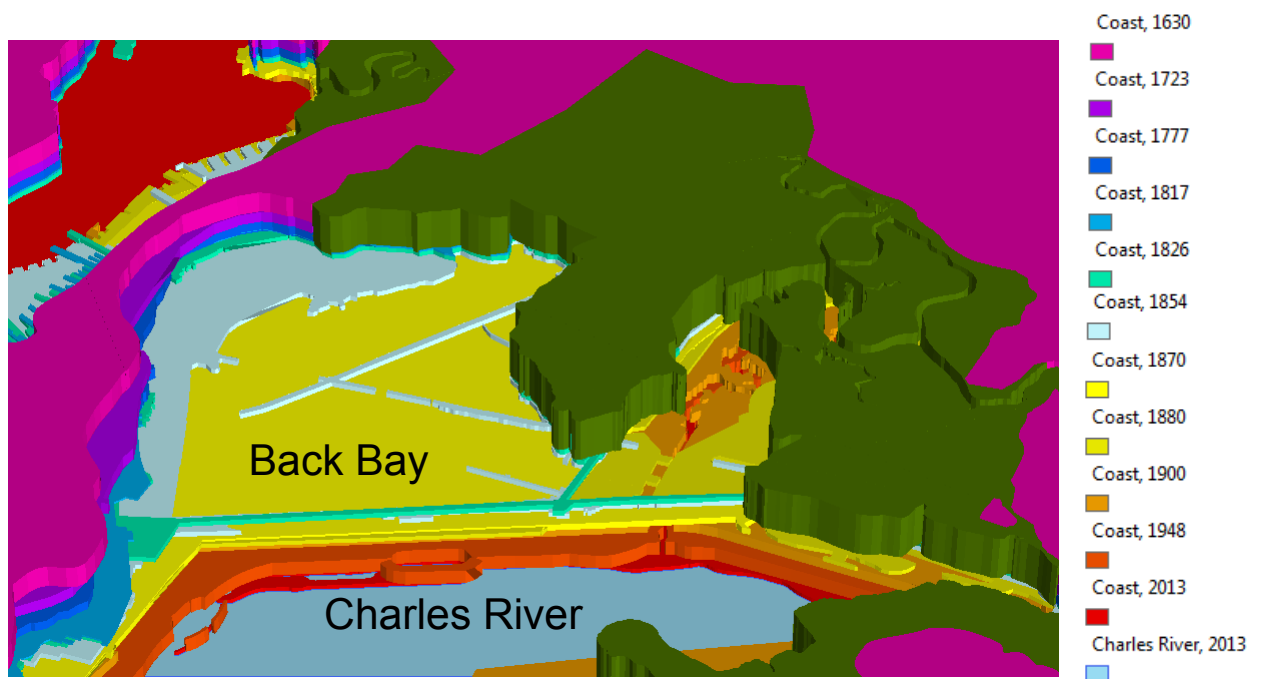 Coast, 1630
Coast, 1723
Coast, 1777
Coast, 1817
Coast, 1826
Coast, 1854
Coast, 1870
Coast, 1880
Coast, 1900
Coast, 1948
Coast, 2013
Charles River, 2013
Back Bay
Charles River